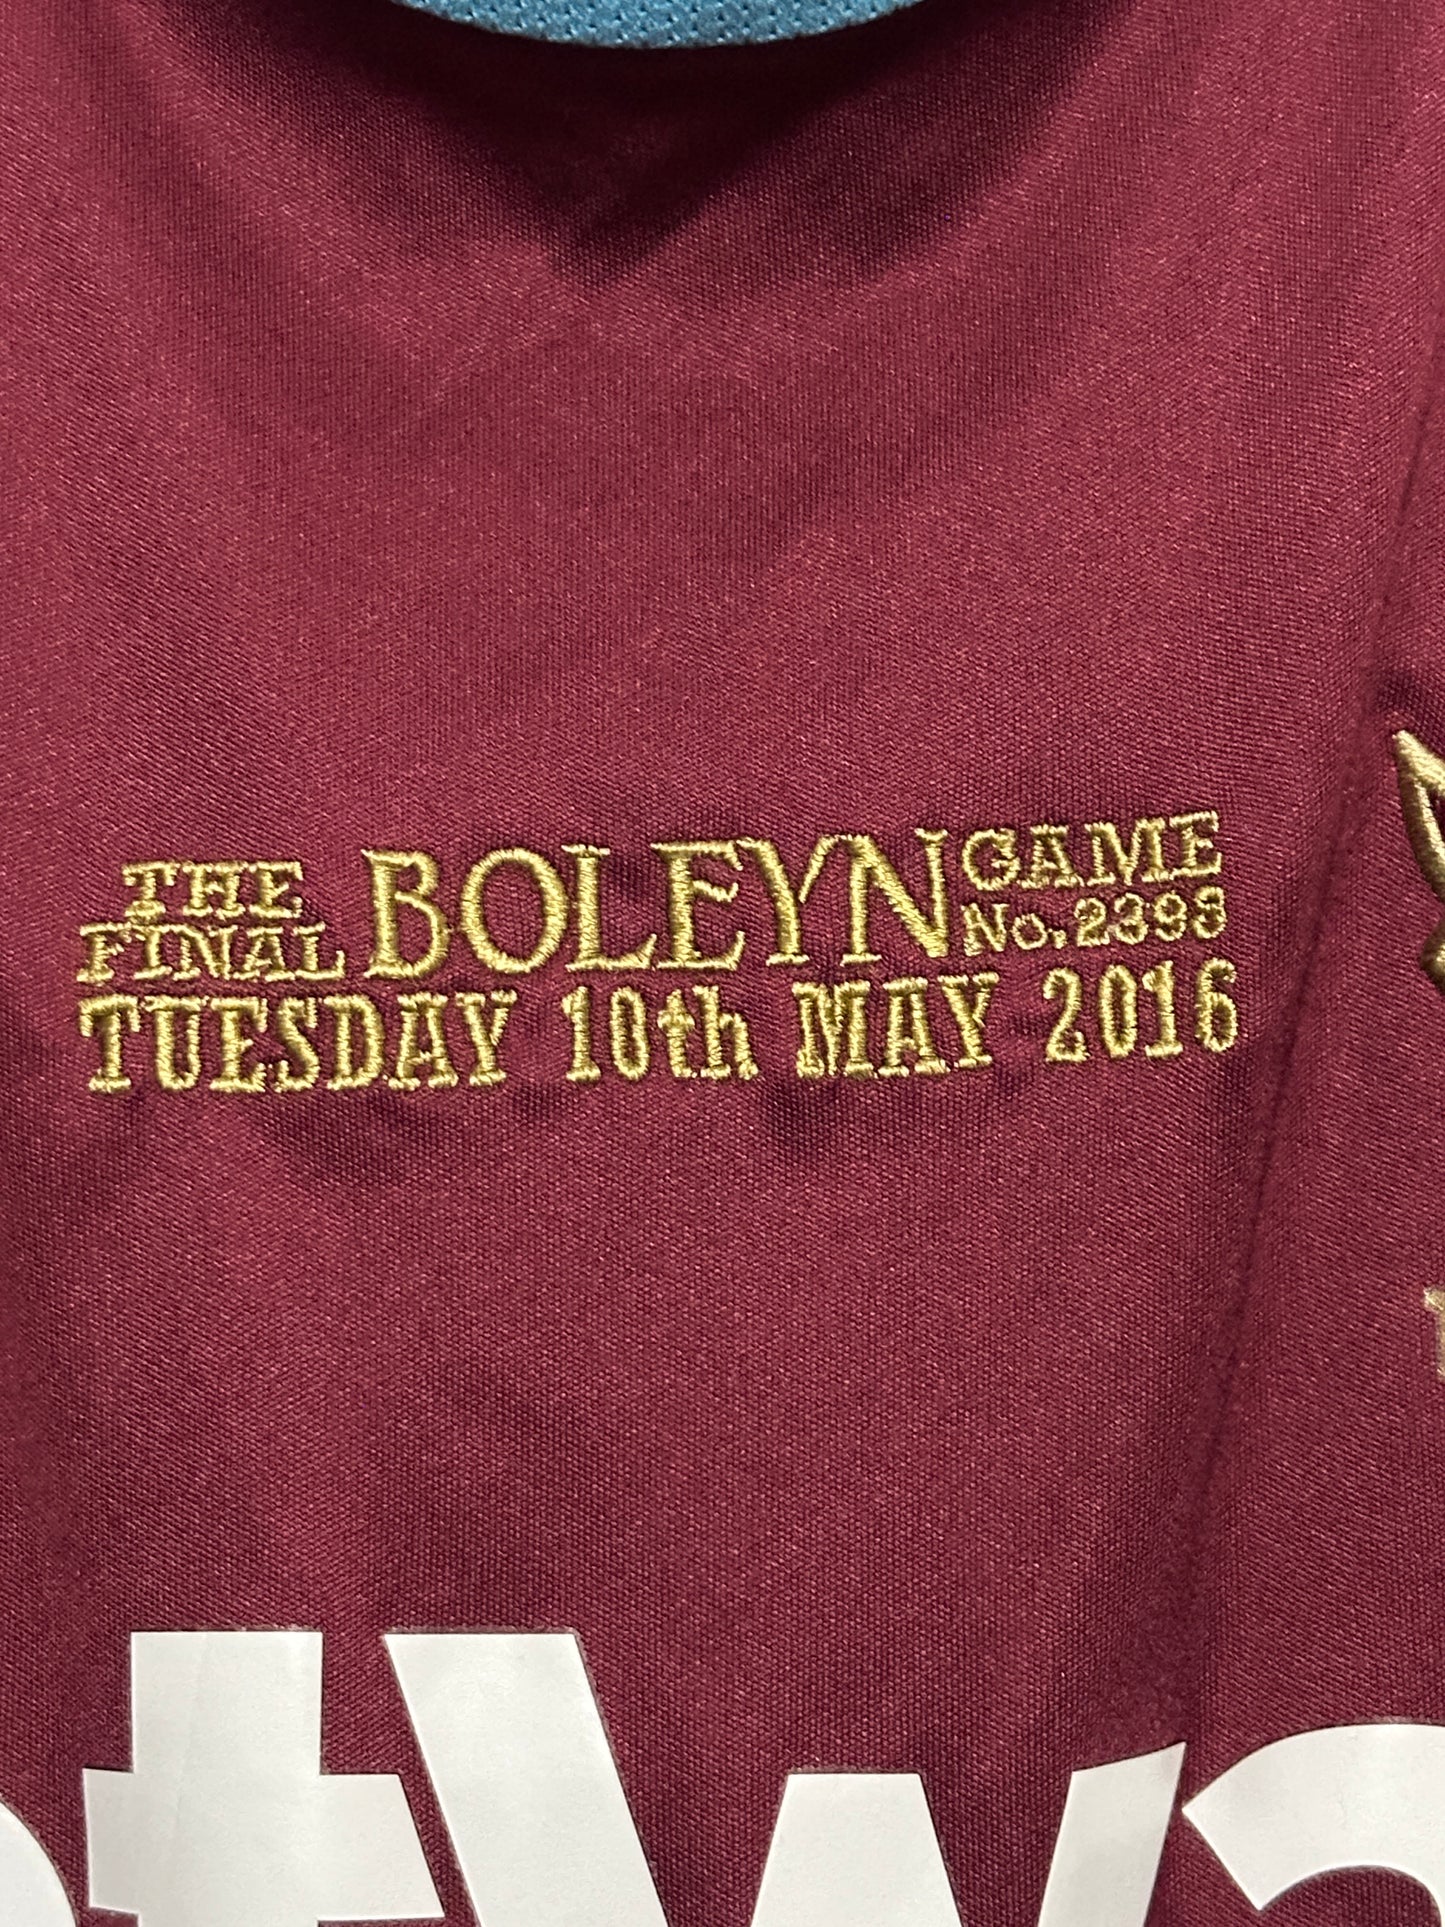 THE FINAL BOLEYN GAME No. 2398
TUESDAY 10th MAY 2016